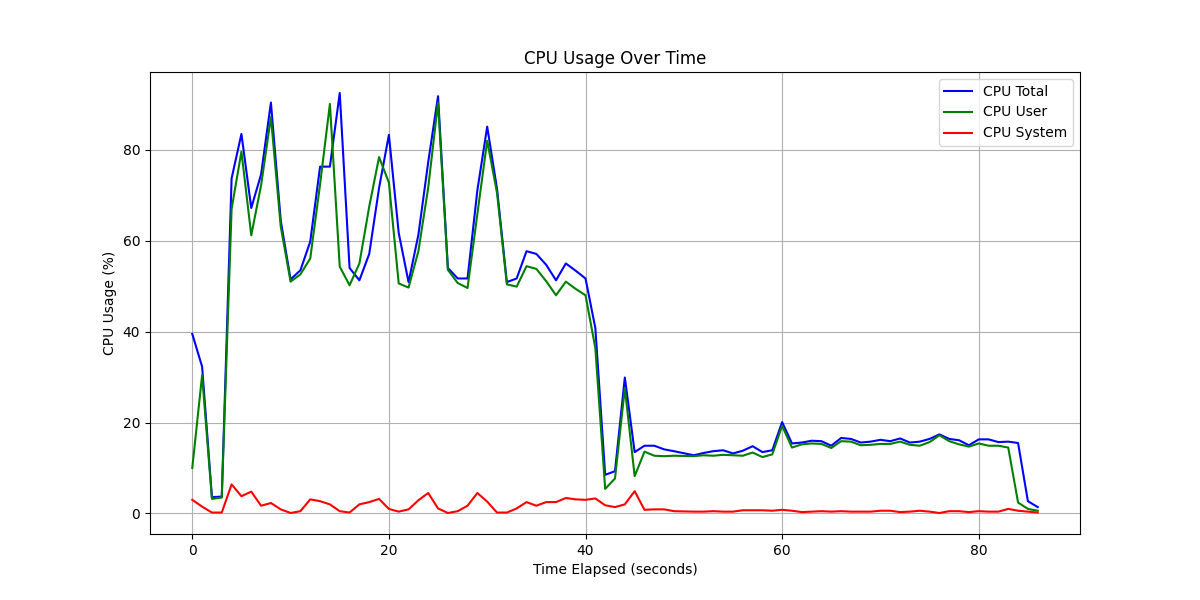 CPU Usage Over Time
CPU Total
CPU User
CPU System
CPU Usage (%)
80
60
40
20
0
0 20 40 60 80
Time Elapsed (seconds)